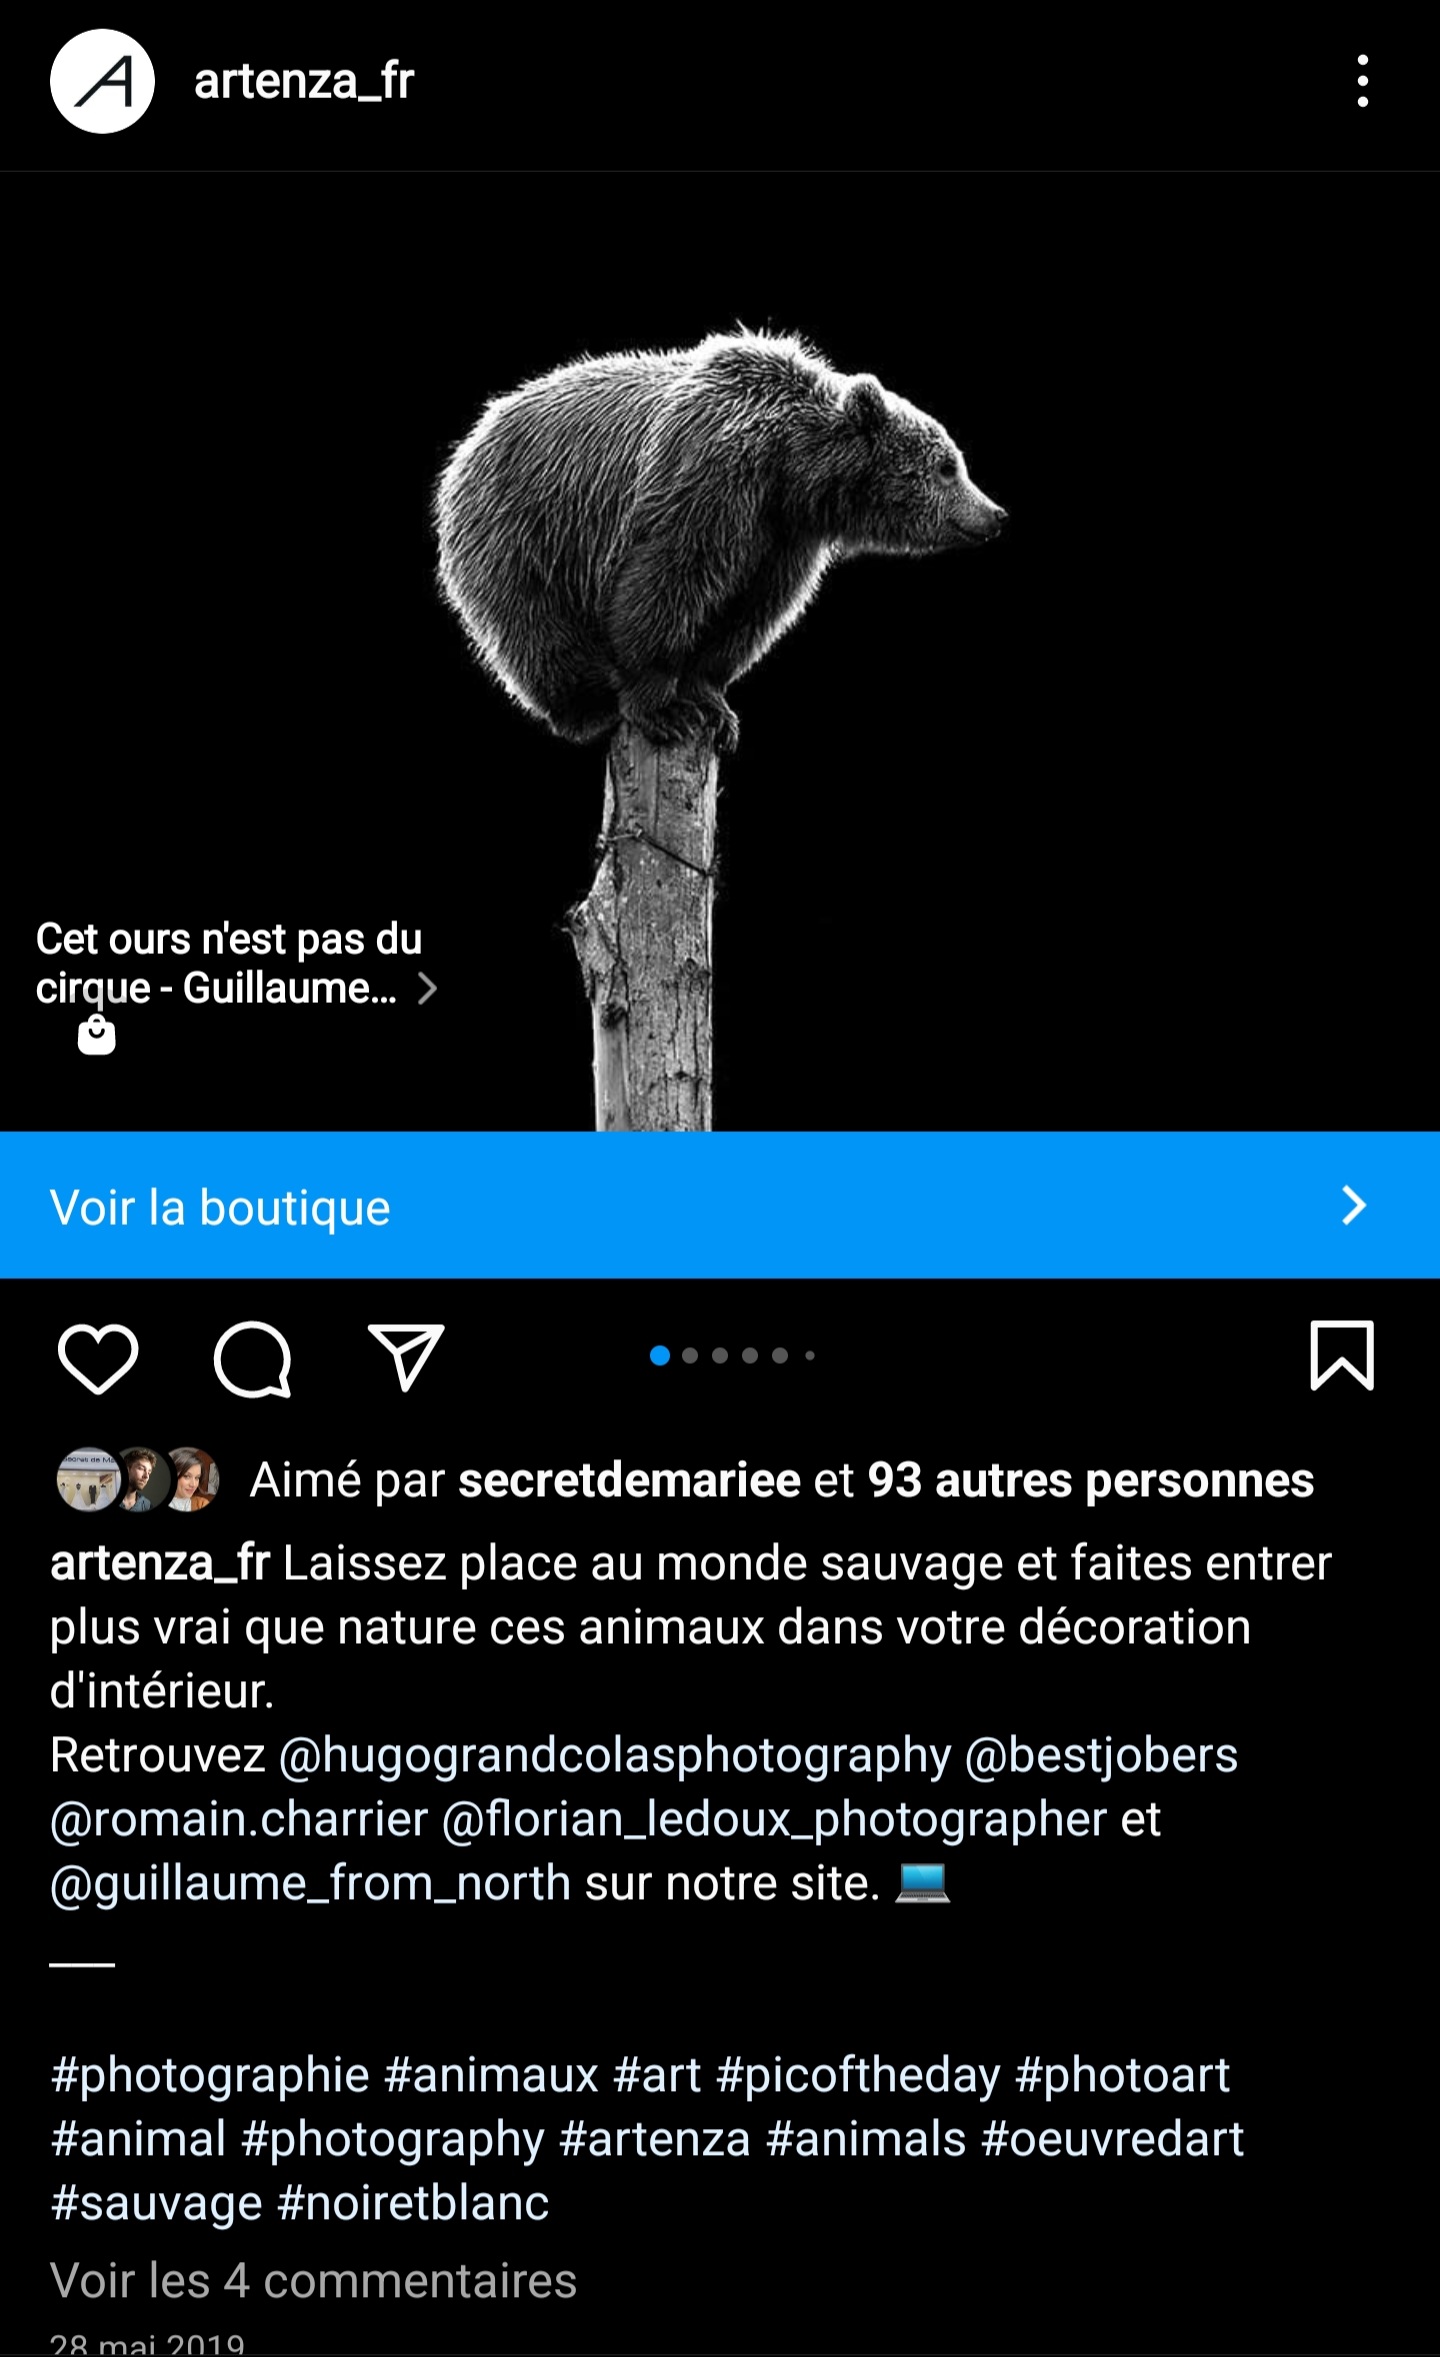 artenza_fr
Cet ours n'est pas du
cirque - Guillaume...
Voir la boutique
Aimé par secretdemariee et 93 autres personnes
artenza_fr Laissez place au monde sauvage et faites entrer
plus vrai que nature ces animaux dans votre décoration
d'intérieur.
Retrouvez @hugograndcolasphotography @bestjobers
@romain.charrier @florian_ledoux_photographer et
@guillaume_from_north sur notre site. 💻
___
#photographie #animaux #art #picoftheday #photoart
#animal #photography #artenza #animals #oeuvredart
#sauvage #noiretblanc
Voir les 4 commentaires
28 mai 2019